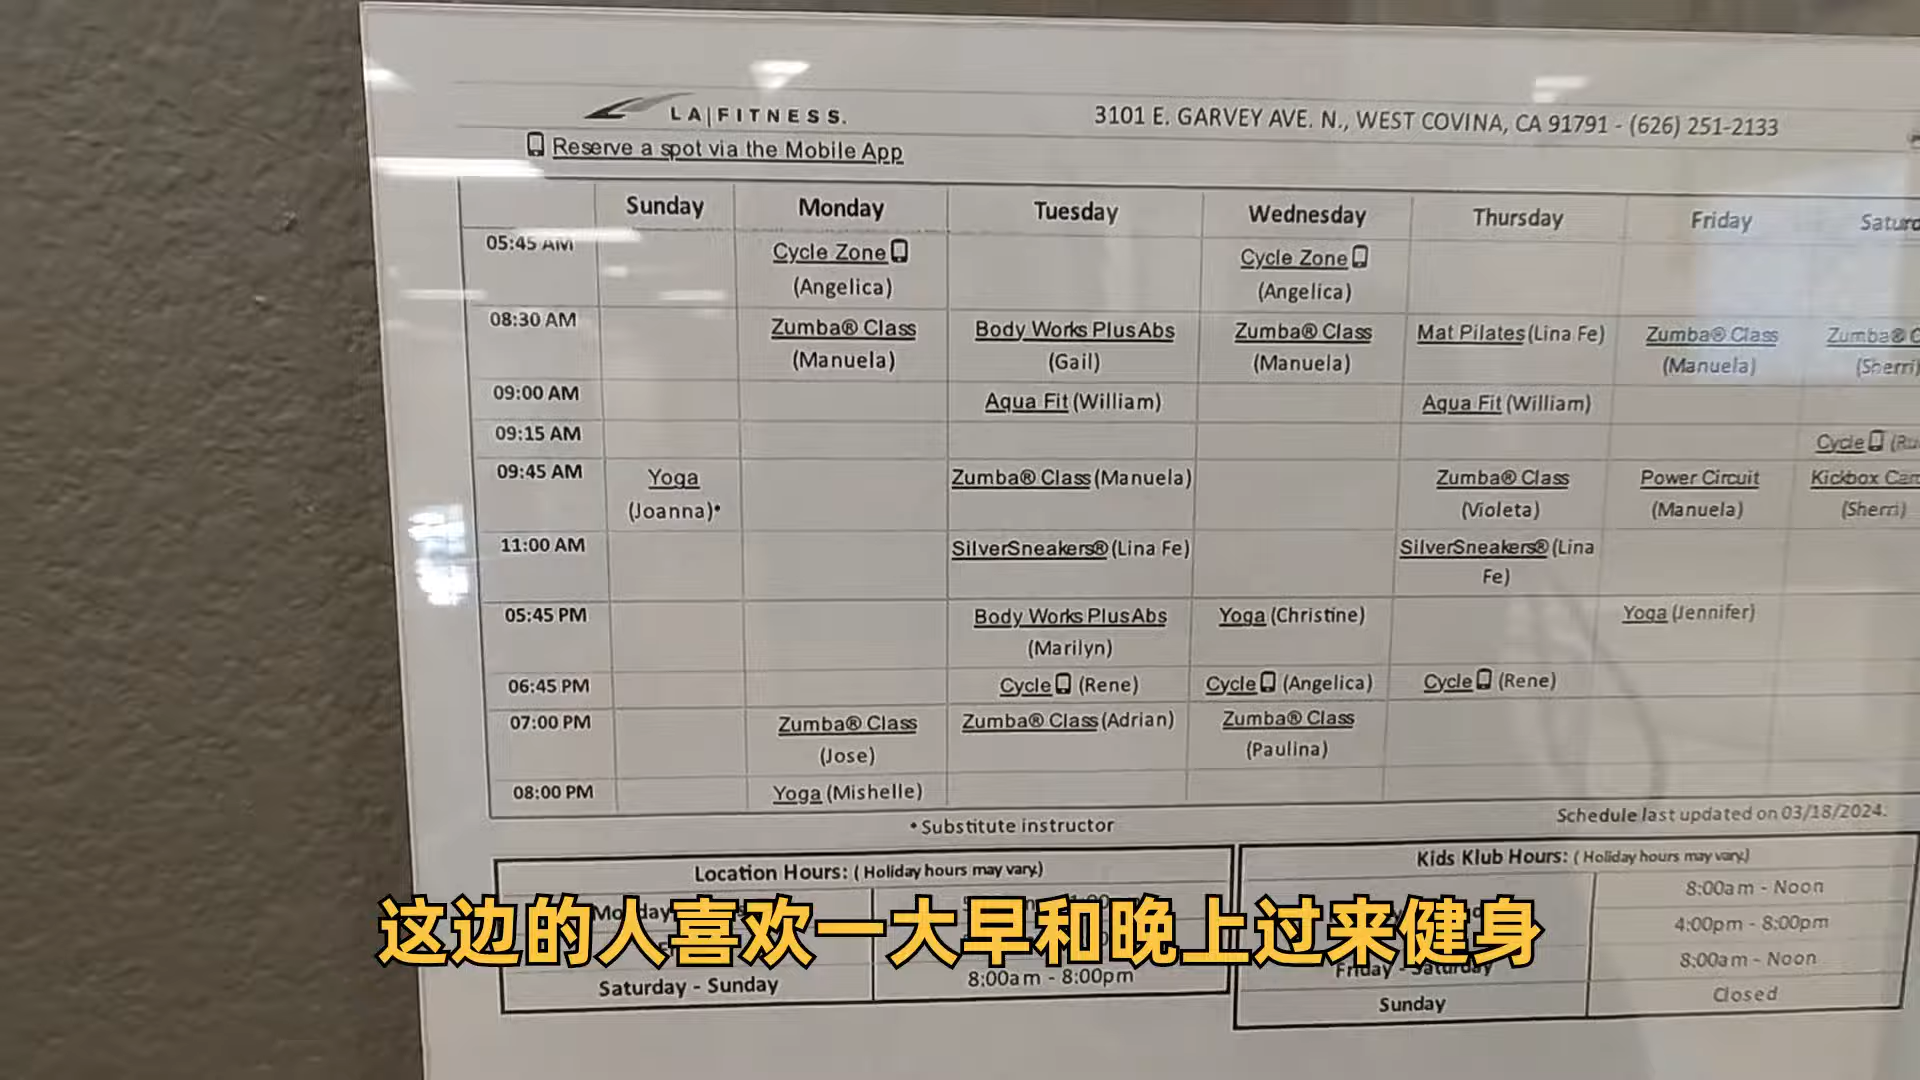 LA|FITNESS.
3101 E. GARVEY AVE. N., WEST COVINA, CA 91791 - (626) 251-2133
Reserve a spot via the Mobile App
Sunday Monday Tuesday Wednesday Thursday Friday
05:45 AM Cycle Zone (Angelica) Cycle Zone (Angelica)
08:30 AM Zumba® Class (Manuela) Body Works Plus Abs (Gail) Zumba® Class (Manuela) Mat Pilates (Lina Fe) Zumba® Class (Manuela) Zumba® (Sherri)
09:00 AM Aqua Fit (William) Aqua Fit (William)
09:15 AM Cycle
09:45 AM Yoga (Joanna)* Zumba® Class (Manuela) Zumba® Class (Violeta) Power Circuit (Manuela) Kickbox (Sherri)
11:00 AM SilverSneakers® (Lina Fe) SilverSneakers® (Lina Fe)
05:45 PM Body Works Plus Abs (Marilyn) Yoga (Christine) Yoga (Jennifer)
06:45 PM Cycle (Rene) Cycle (Angelica) Cycle (Rene)
07:00 PM Zumba® Class (Jose) Zumba® Class (Adrian) Zumba® Class (Paulina)
08:00 PM Yoga (Mishelle)
* Substitute instructor
Schedule last updated on 03/18/2024.
Location Hours: ( Holiday hours may vary.)
Saturday - Sunday 8:00am - 8:00pm
Kids Klub Hours: ( Holiday hours may vary.)
8:00am - Noon
4:00pm - 8:00pm
Friday - Saturday 8:00am - Noon
Sunday Closed
这边的人喜欢一大早和晚上过来健身